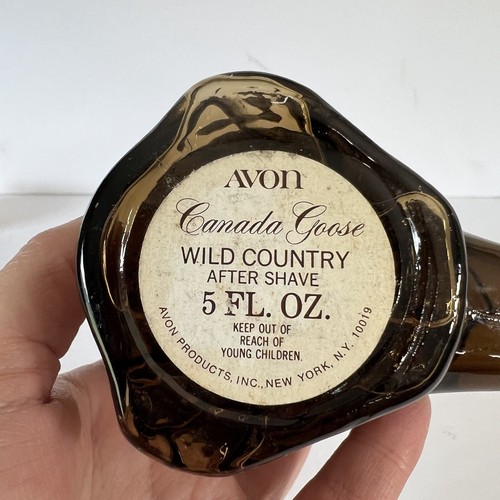 AVON
Canada Goose
WILD COUNTRY
AFTER SHAVE
5 FL. OZ.
KEEP OUT OF
REACH OF
YOUNG CHILDREN.
AVON PRODUCTS, INC., NEW YORK, N.Y. 10019